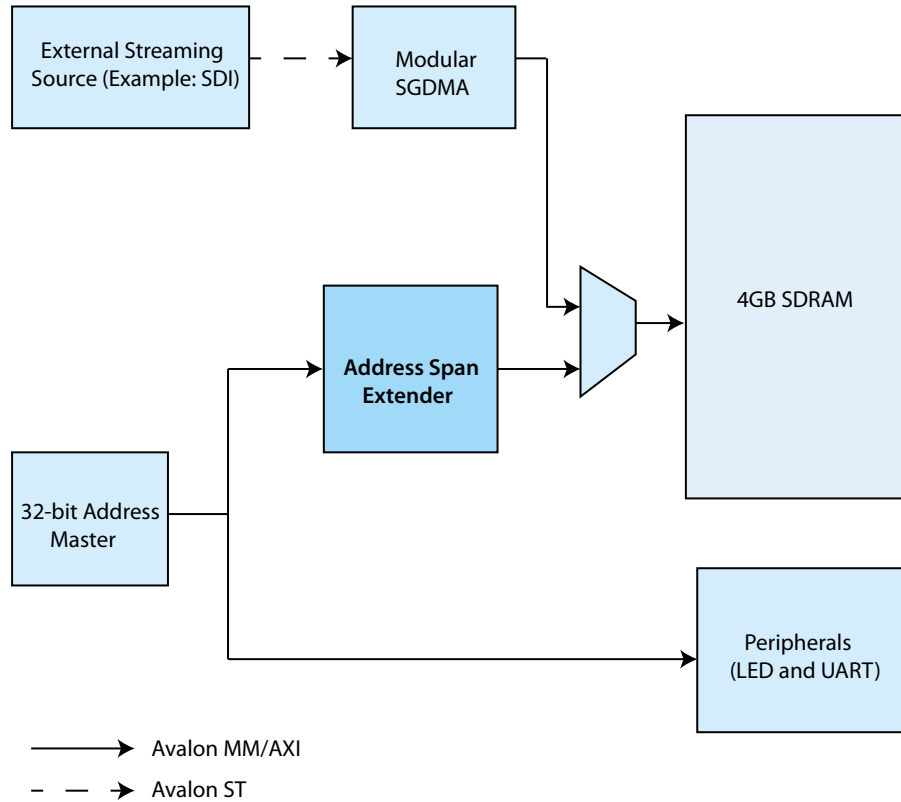 External Streaming
Source (Example: SDI)
Modular
SGDMA
4GB SDRAM
Address Span
Extender
32-bit Address
Master
Peripherals
(LED and UART)
Avalon MM/AXI
Avalon ST